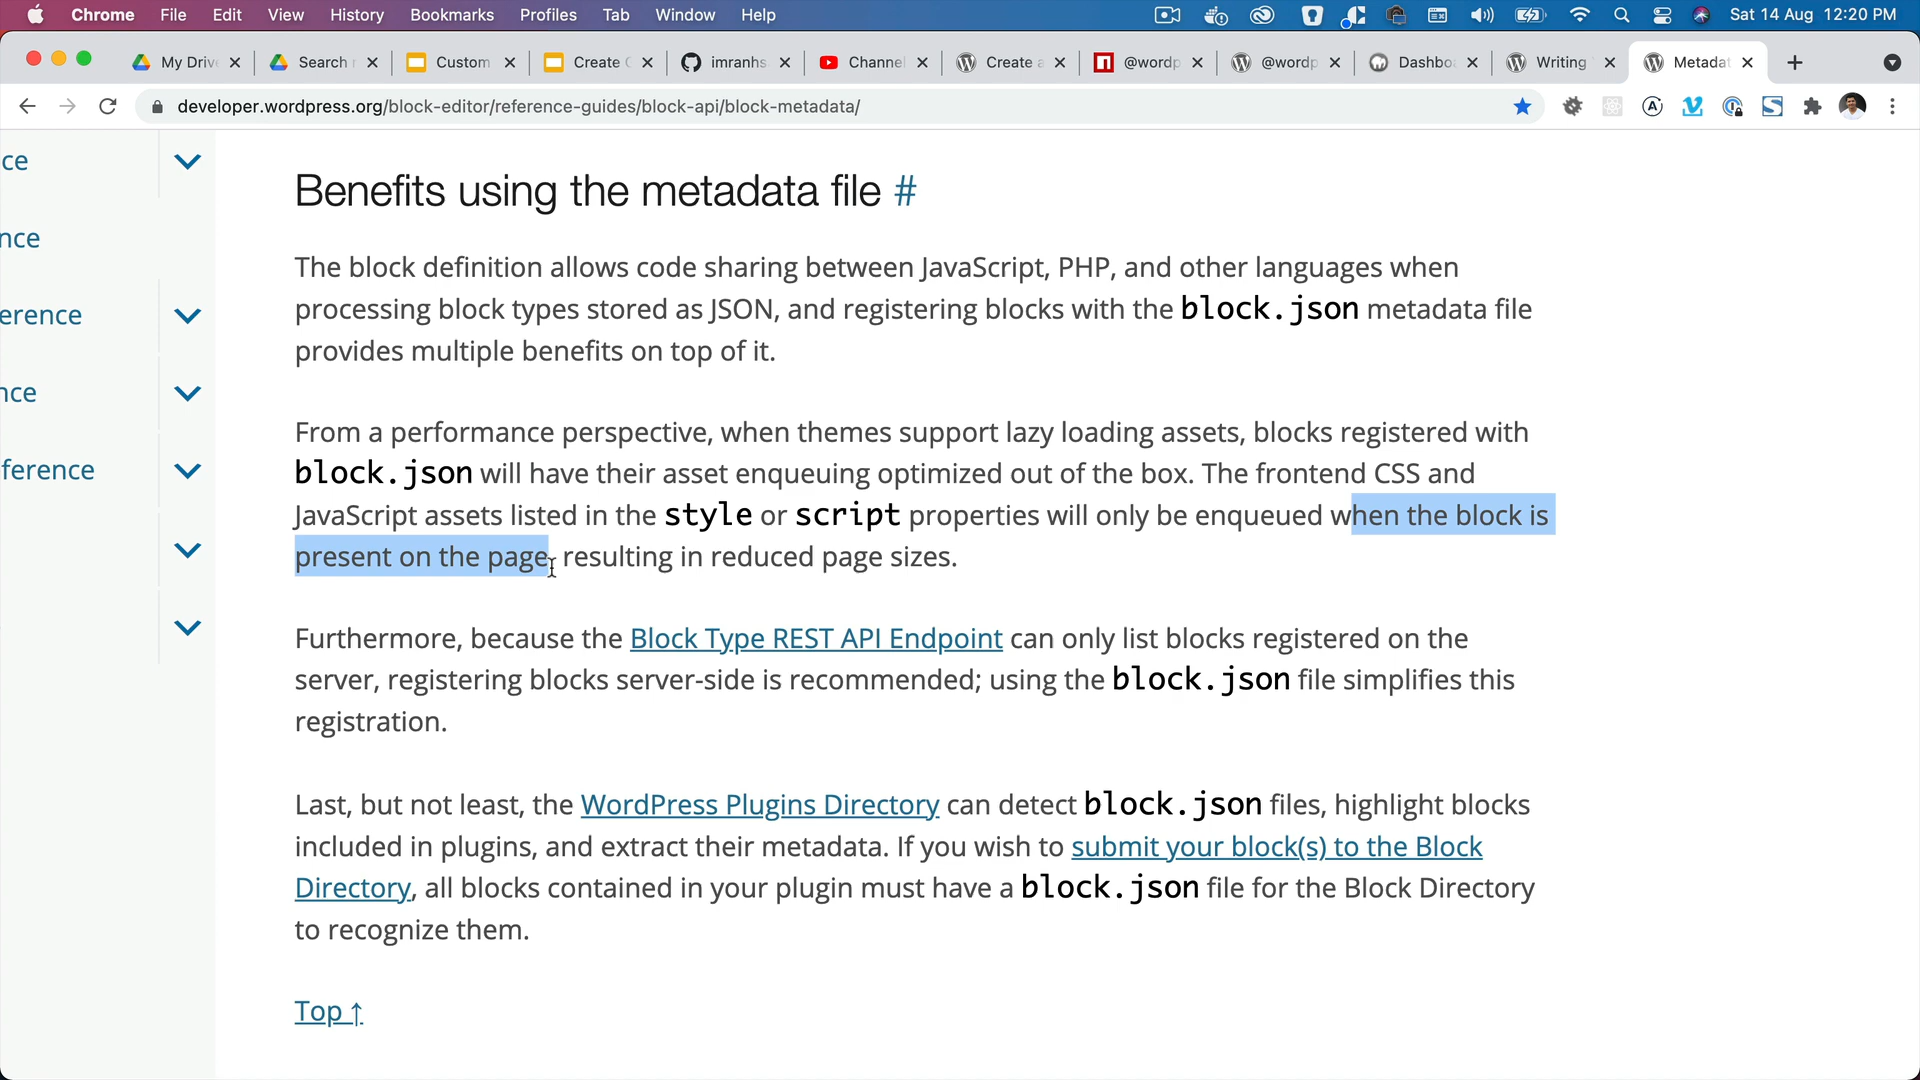 Chrome File Edit View History Bookmarks Profiles Tab Window Help Sat 14 Aug 12:20 PM
My Drive Search Custom Create imranhs Channel Create a @wordp @wordp Dashbo Writing Metadat
developer.wordpress.org/block-editor/reference-guides/block-api/block-metadata/
ce
nce
erence
nce
ference
Benefits using the metadata file #
The block definition allows code sharing between JavaScript, PHP, and other languages when
processing block types stored as JSON, and registering blocks with the block.json metadata file
provides multiple benefits on top of it.
From a performance perspective, when themes support lazy loading assets, blocks registered with
block.json will have their asset enqueuing optimized out of the box. The frontend CSS and
JavaScript assets listed in the style or script properties will only be enqueued when the block is
present on the page, resulting in reduced page sizes.
Furthermore, because the Block Type REST API Endpoint can only list blocks registered on the
server, registering blocks server-side is recommended; using the block.json file simplifies this
registration.
Last, but not least, the WordPress Plugins Directory can detect block.json files, highlight blocks
included in plugins, and extract their metadata. If you wish to submit your block(s) to the Block
Directory, all blocks contained in your plugin must have a block.json file for the Block Directory
to recognize them.
Top ↑